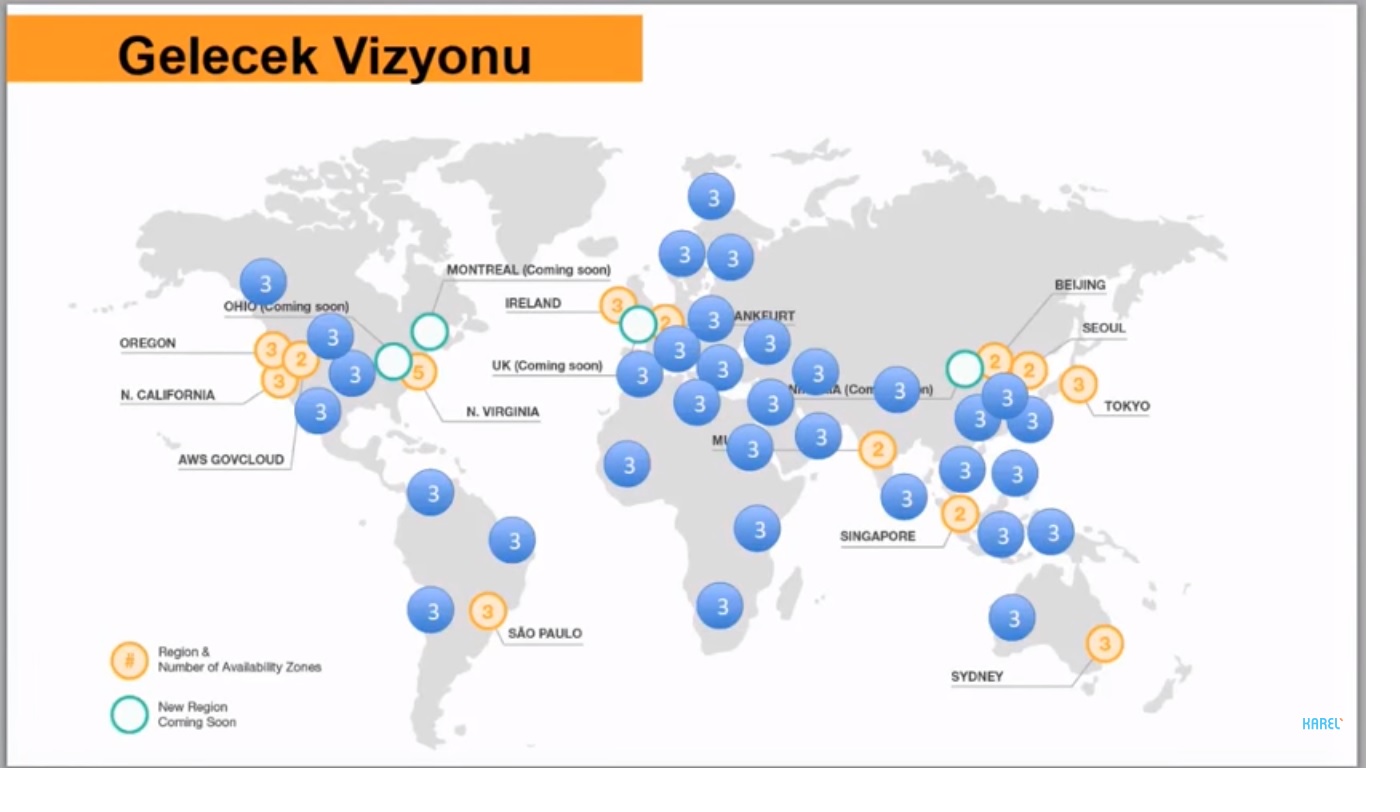 Gelecek Vizyonu
3
3
3
3
MONTREAL (Coming soon)
BEIJING
OHIO (Coming soon)
IRELAND
3
2
3
ANKFURT
SEOUL
OREGON
3
2
3
3
3
3
2
2
UK (Coming soon)
3
5
3
3
3
3
N. CALIFORNIA
3
3
3
3
(Com
on)
3
3
TOKYO
N. VIRGINIA
3
3
3
AWS GOVCLOUD
MU
3
3
2
3
3
3
3
3
SINGAPORE
2
3
3
3
3
3
3
3
3
SÃO PAULO
3
3
SYDNEY
#
Region &
Number of Availability Zones
New Region
Coming Soon
KAREL